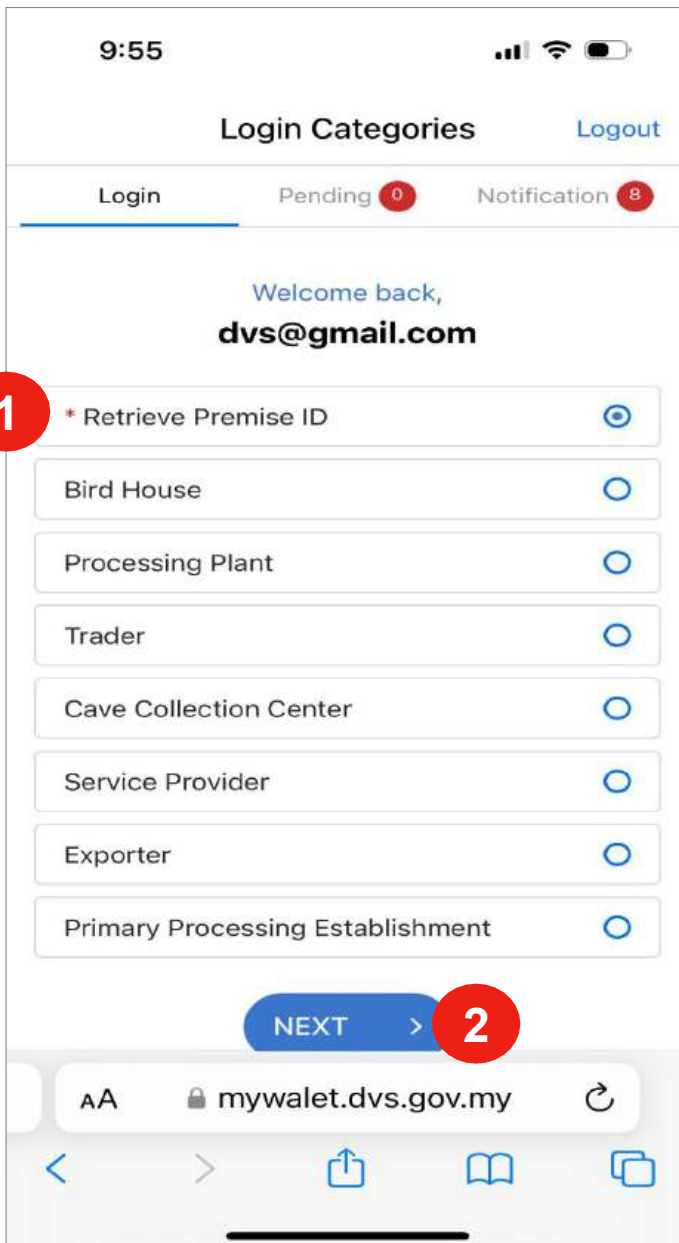 9:55
Login Categories Logout
Login Pending 0 Notification 8
Welcome back,
dvs@gmail.com
1 * Retrieve Premise ID
Bird House
Processing Plant
Trader
Cave Collection Center
Service Provider
Exporter
Primary Processing Establishment
NEXT > 2
AA mywalet.dvs.gov.my